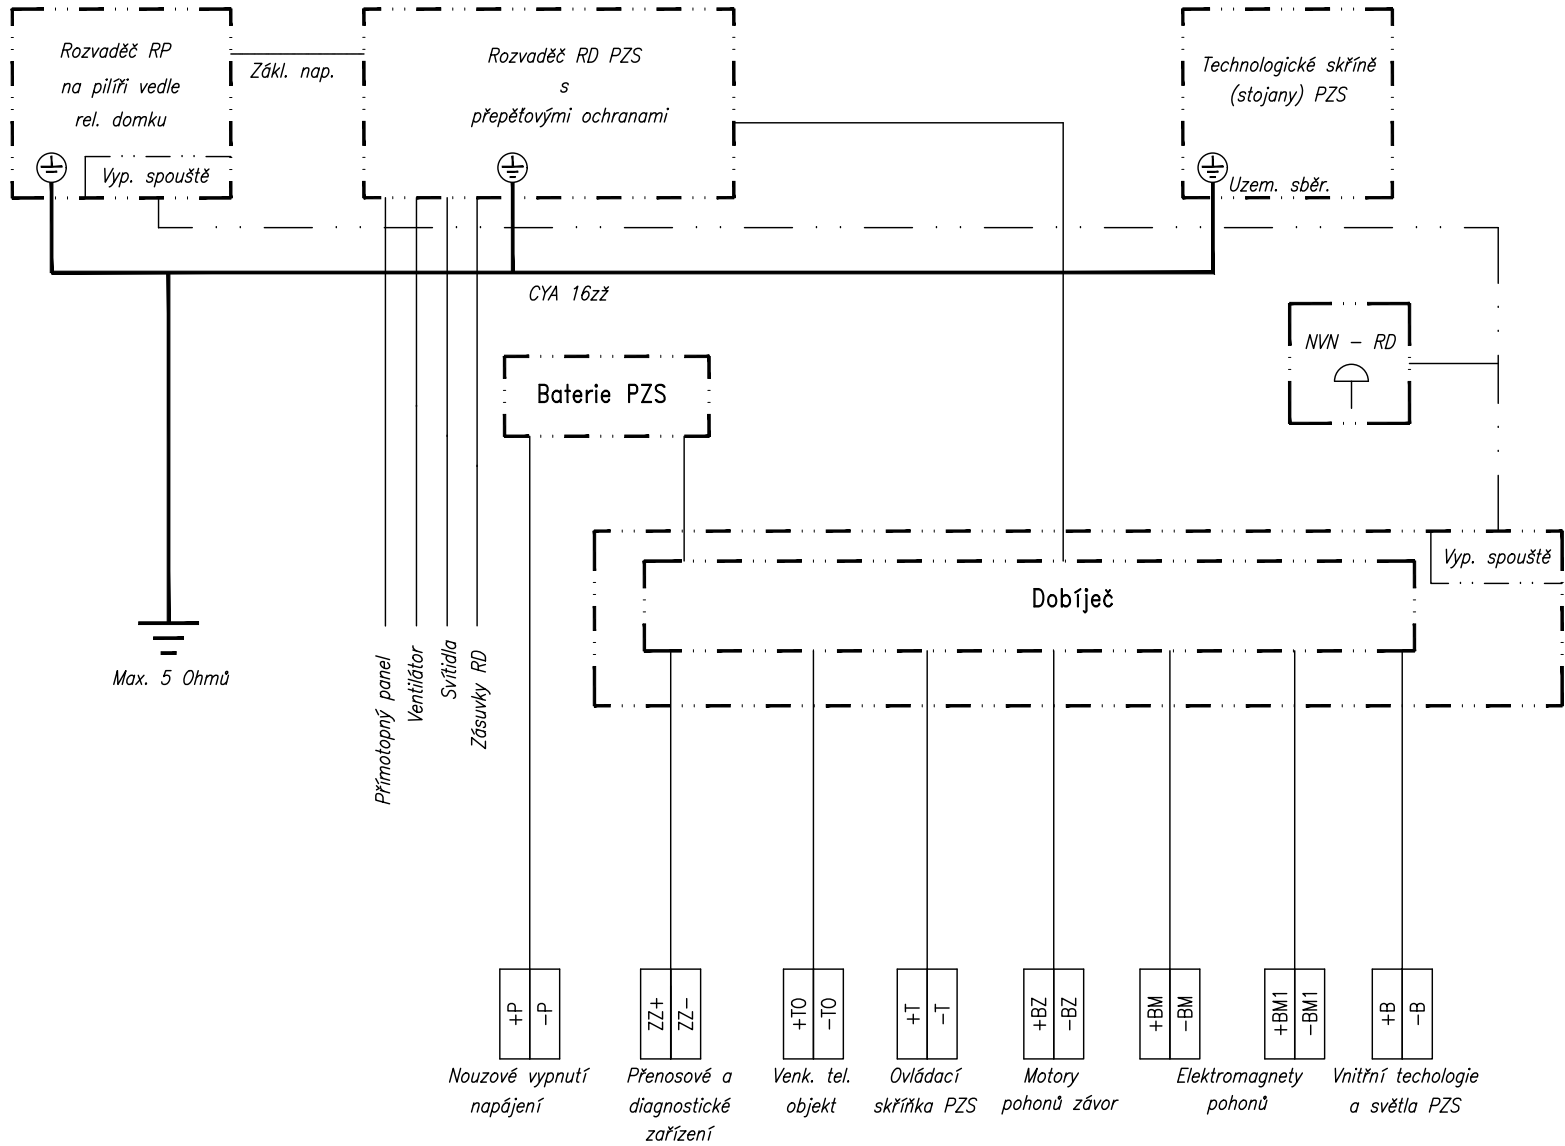 Rozvaděč RP
na pilíři vedle
rel. domku
Vyp. spouště
Zákl. nap.
Rozvaděč RD PZS
s
přepěťovými ochranami
Technologické skříně
(stojany) PZS
Uzem. sběr.
CYA 16zž
NVN – RD
Baterie PZS
Vyp. spouště
Dobíječ
Max. 5 Ohmů
Přímotopný panel
Ventilátor
Svítidla
Zásuvky RD
+P
-P
ZZ+
ZZ-
+TO
-TO
+T
-T
+BZ
-BZ
+BM
-BM
+BM1
-BM1
+B
-B
Nouzové vypnutí
napájení
Přenosové a
diagnostické
zařízení
Venk. tel.
objekt
Ovládací
skříňka PZS
Motory
pohonů závor
Elektromagnety
pohonů
Vnitřní techologie
a světla PZS